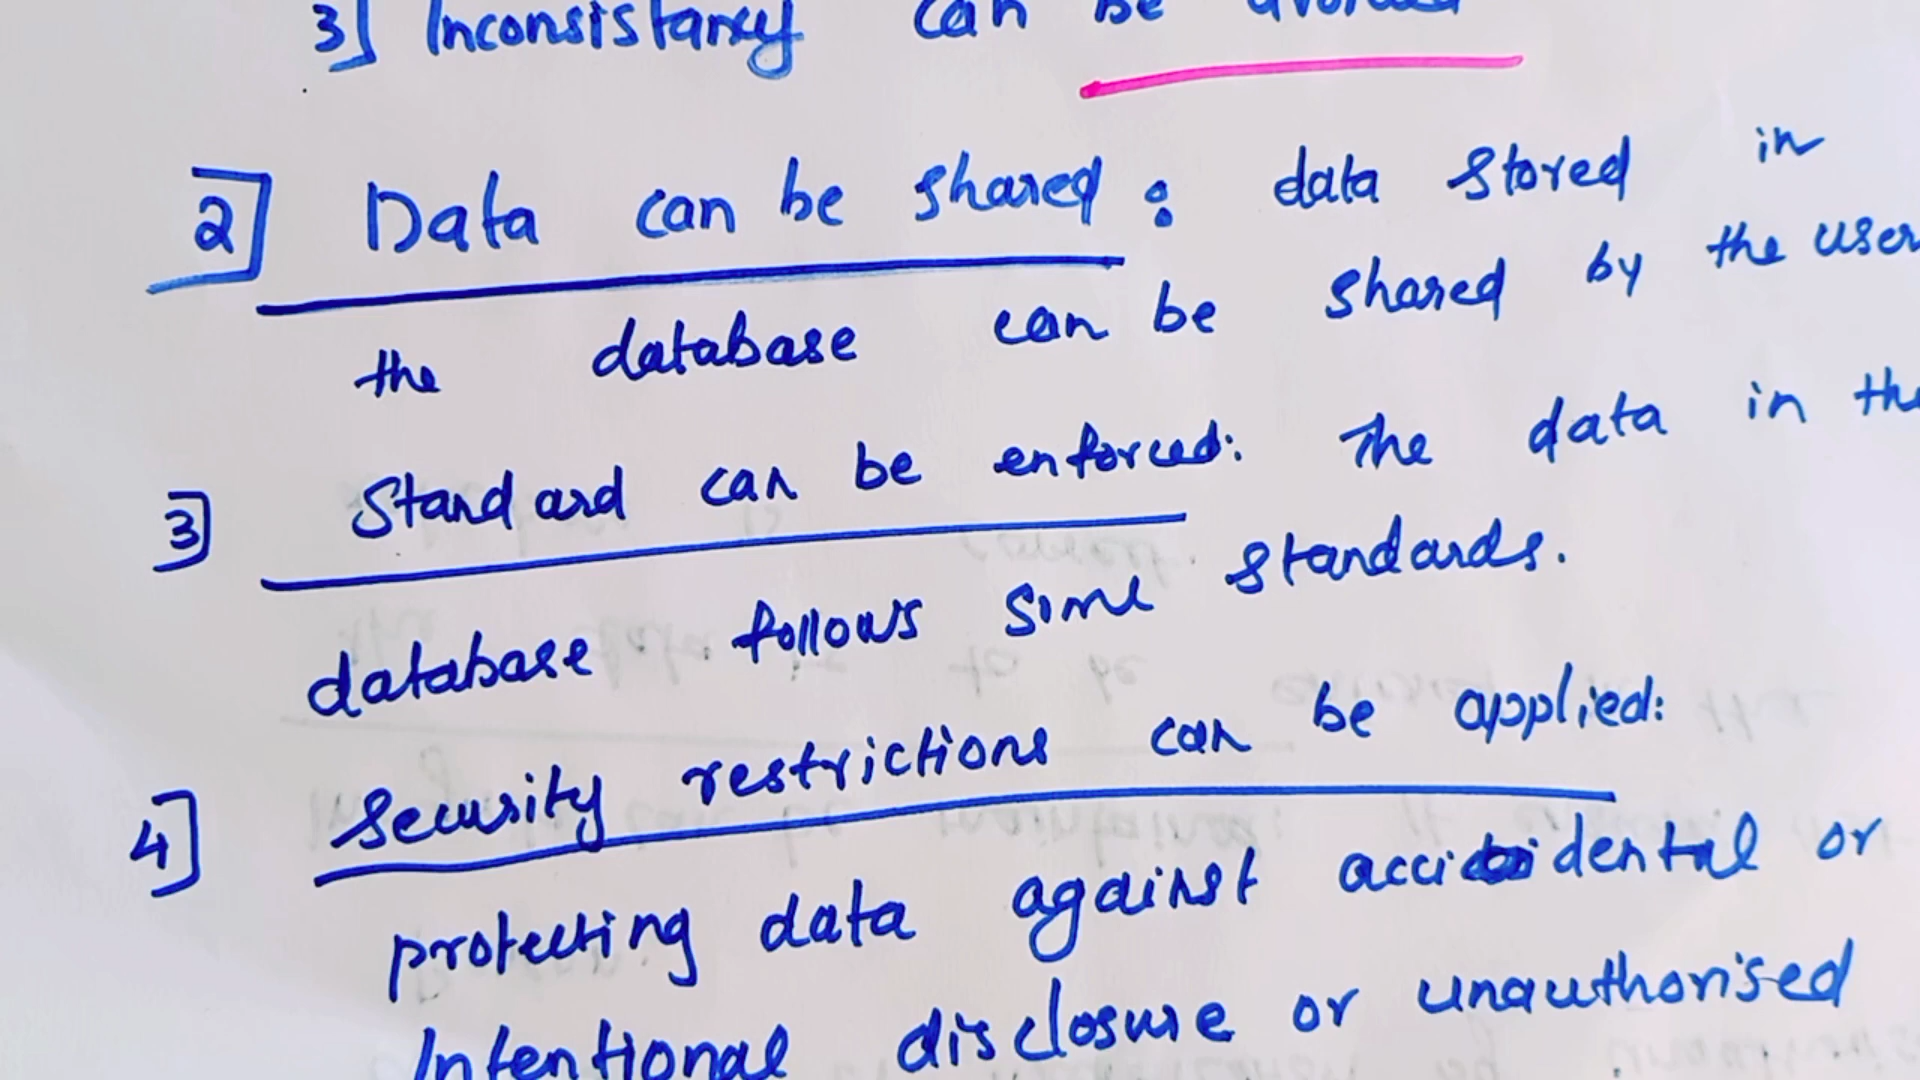 3] Inconsistancy can be avoided
2] Data can be shared : data stored in
the database can be shared by the user
3] Standard can be enforced: The data in the
database follows some standards.
4] Security restrictions can be applied:
protecting data against accidental or
Intentional disclosure or unauthorised